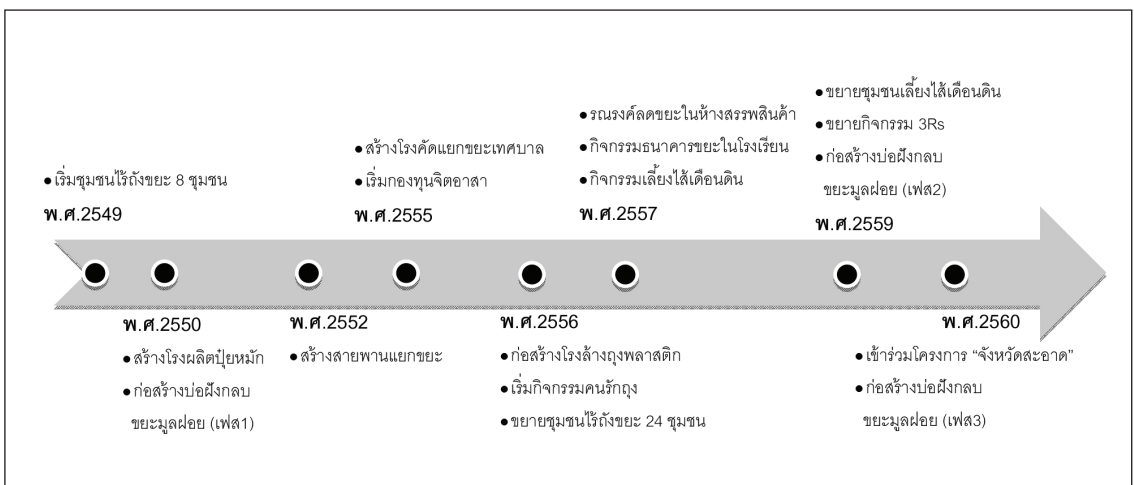 ● เริ่มชุมชนไร้ถังขยะ 8 ชุมชน
พ.ศ.2549
พ.ศ.2550
● สร้างโรงผลิตปุ๋ยหมัก
● ก่อสร้างบ่อฝังกลบ
ขยะมูลฝอย (เฟส1)
พ.ศ.2552
● สร้างสายพานแยกขยะ
● สร้างโรงคัดแยกขยะเทศบาล
● เริ่มกองทุนจิตอาสา
พ.ศ.2555
พ.ศ.2556
● ก่อสร้างโรงล้างถุงพลาสติก
● เริ่มกิจกรรมคนรักถุง
● ขยายชุมชนไร้ถังขยะ 24 ชุมชน
● รณรงค์ลดขยะในห้างสรรพสินค้า
● กิจกรรมธนาคารขยะในโรงเรียน
● กิจกรรมเลี้ยงไส้เดือนดิน
พ.ศ.2557
● ขยายชุมชนเลี้ยงไส้เดือนดิน
● ขยายกิจกรรม 3Rs
● ก่อสร้างบ่อฝังกลบ
ขยะมูลฝอย (เฟส2)
พ.ศ.2559
พ.ศ.2560
● เข้าร่วมโครงการ “จังหวัดสะอาด”
● ก่อสร้างบ่อฝังกลบ
ขยะมูลฝอย (เฟส3)